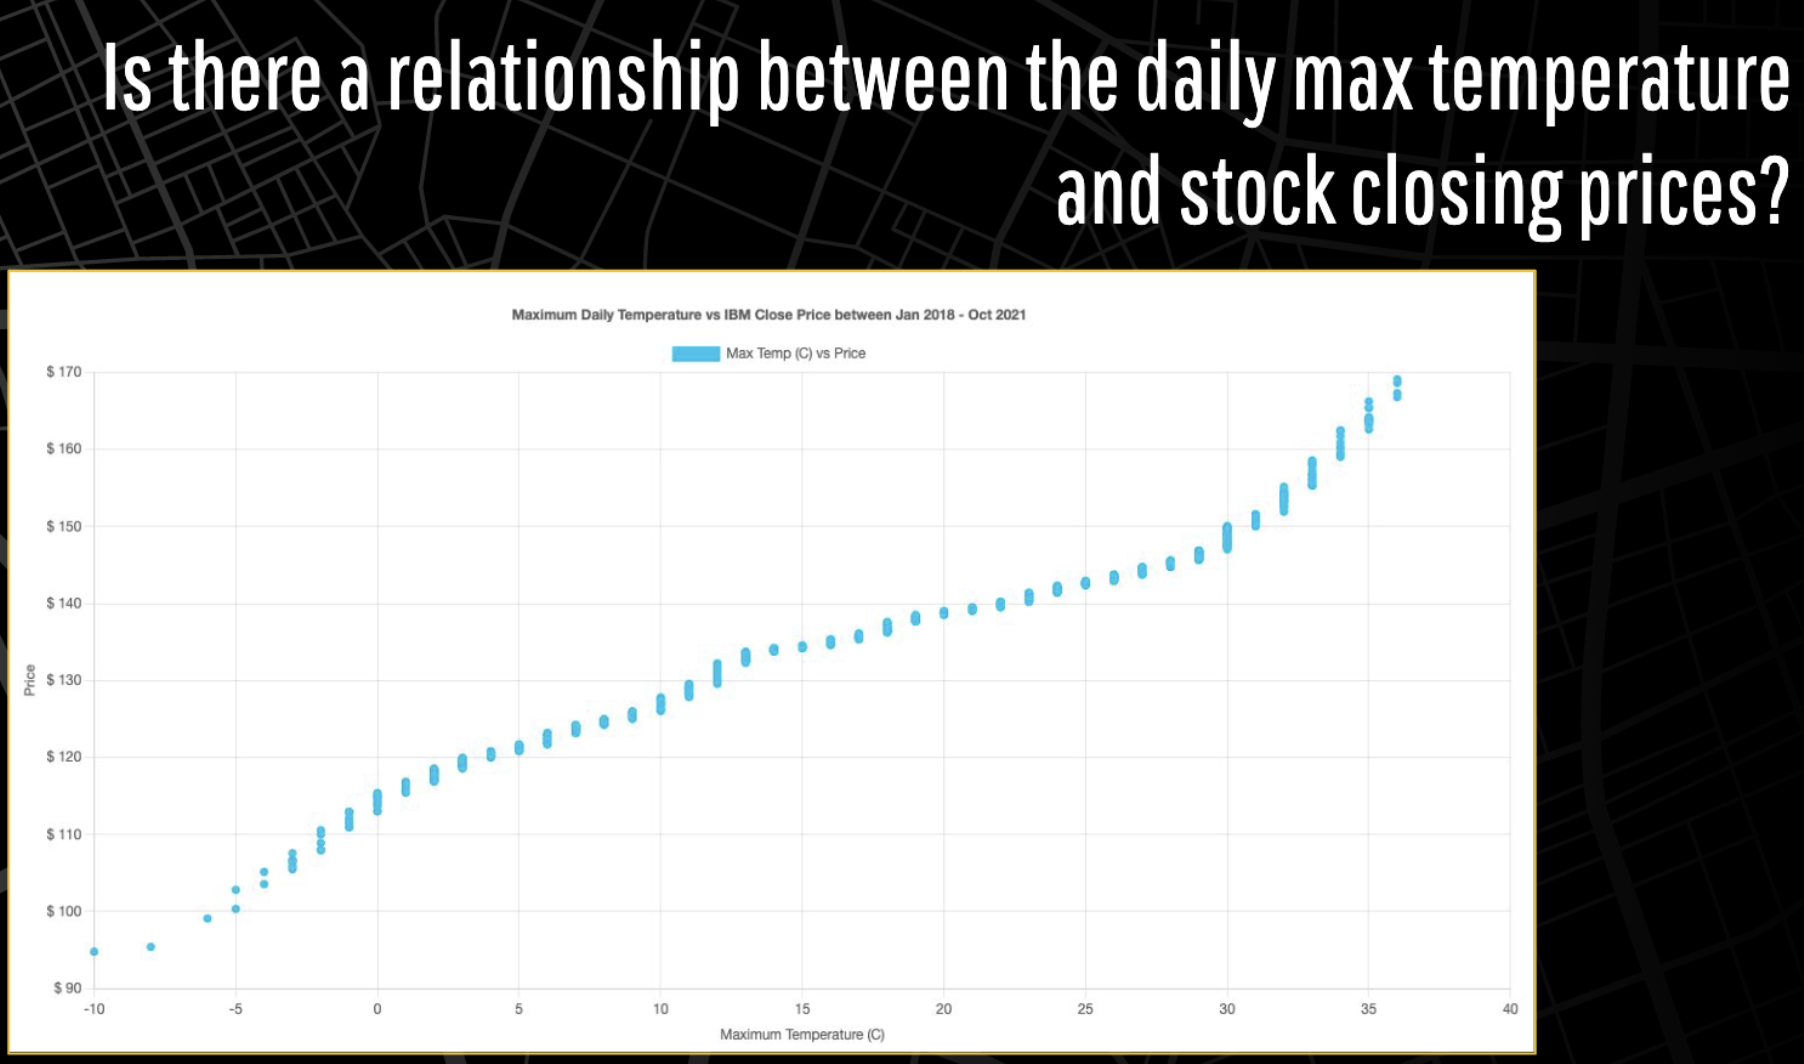 Is there a relationship between the daily max temperature
and stock closing prices?
Maximum Daily Temperature vs IBM Close Price between Jan 2018 - Oct 2021
Max Temp (C) vs Price
$ 170
$ 160
$ 150
$ 140
$ 130
$ 120
$ 110
$ 100
$ 90
Price
-10 -5 0 5 10 15 20 25 30 35 40
Maximum Temperature (C)